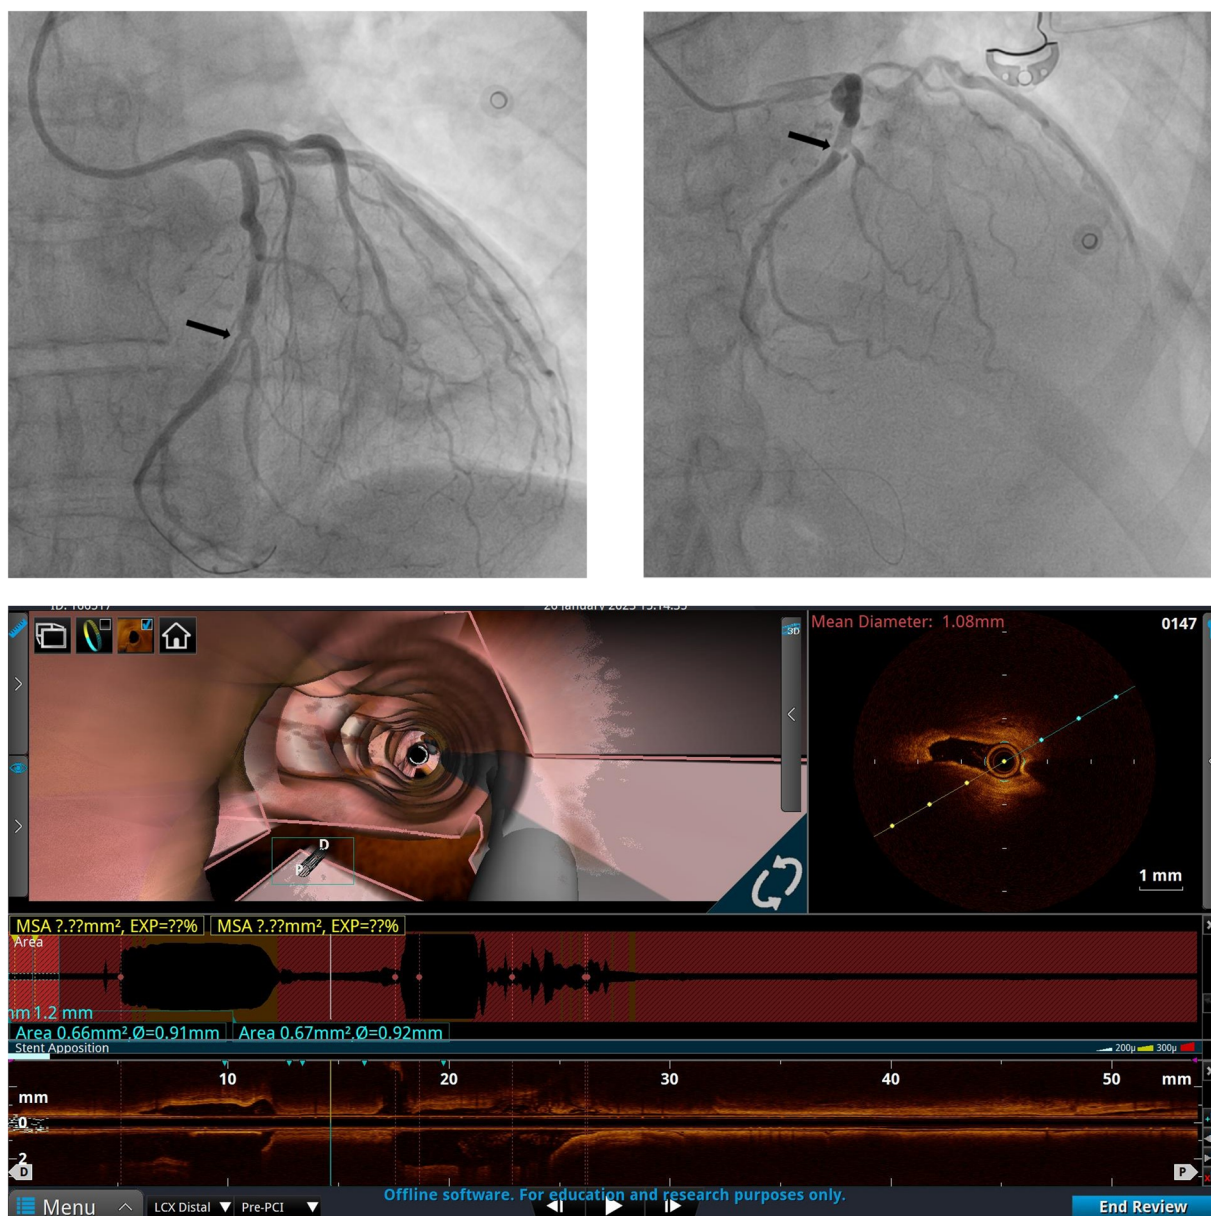 Mean Diameter: 1.08mm
0147
3D
D
P
1 mm
MSA ?.??mm², EXP=??% MSA ?.??mm², EXP=??%
Area
1.2 mm
Area 0.66mm²,Ø=0.91mm Area 0.67mm²,Ø=0.92mm
Stent Apposition
200µ 300µ
10 20 30 40 50 mm
mm
0
2
D P
Offline software. For education and research purposes only.
Menu LCX Distal Pre-PCI End Review